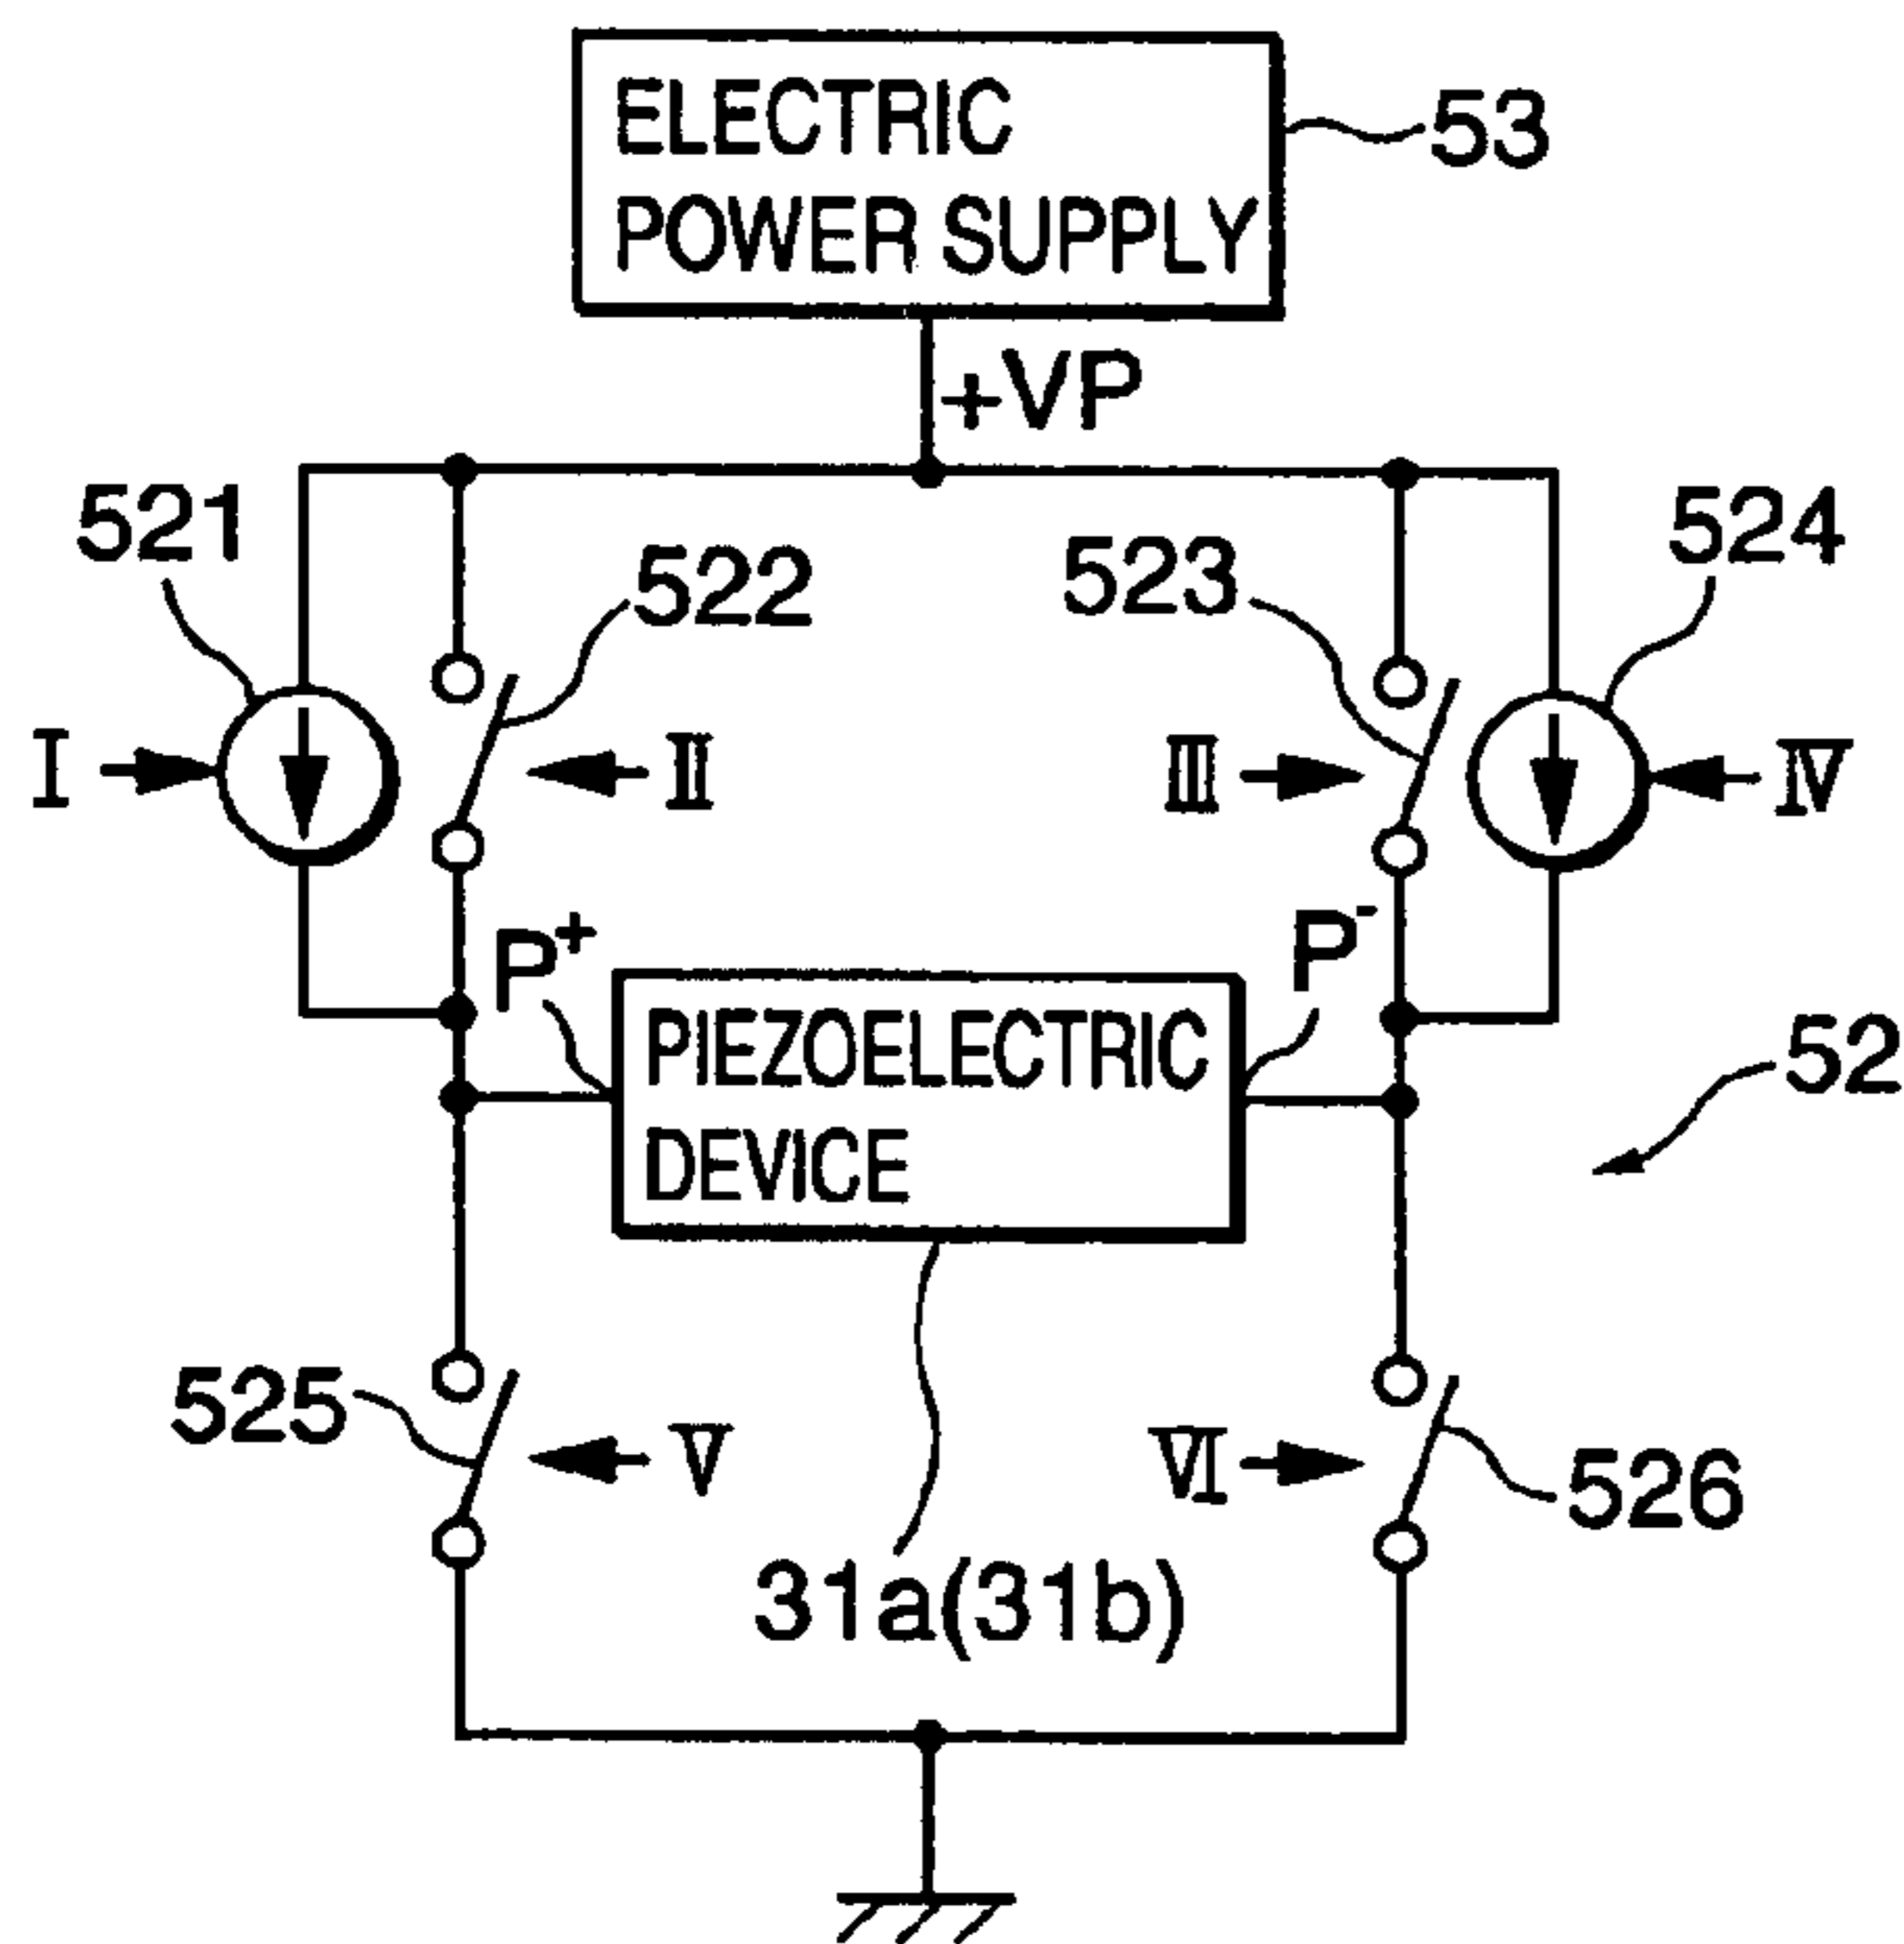 ELECTRIC
POWER SUPPLY
53
+VP
521
522
523
524
I
II
III
IV
P+
P-
PIEZOELECTRIC
DEVICE
52
525
V
VI
526
31a(31b)